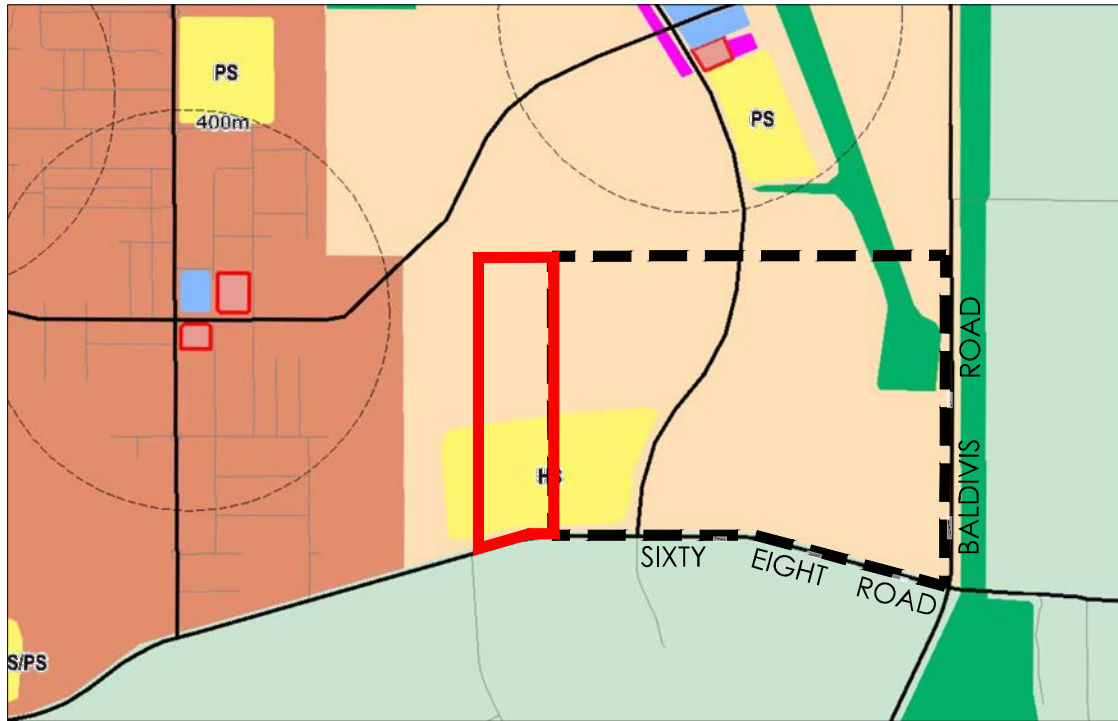 PS
400m
PS
HS
SIXTY EIGHT ROAD
BALDIVIS ROAD
S/PS